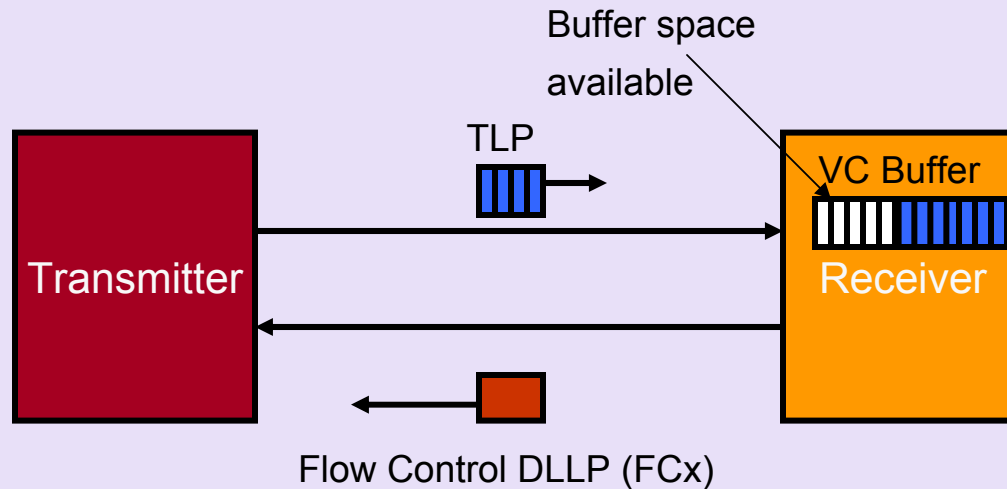 Buffer space
available
TLP
VC Buffer
Transmitter
Receiver
Flow Control DLLP (FCx)